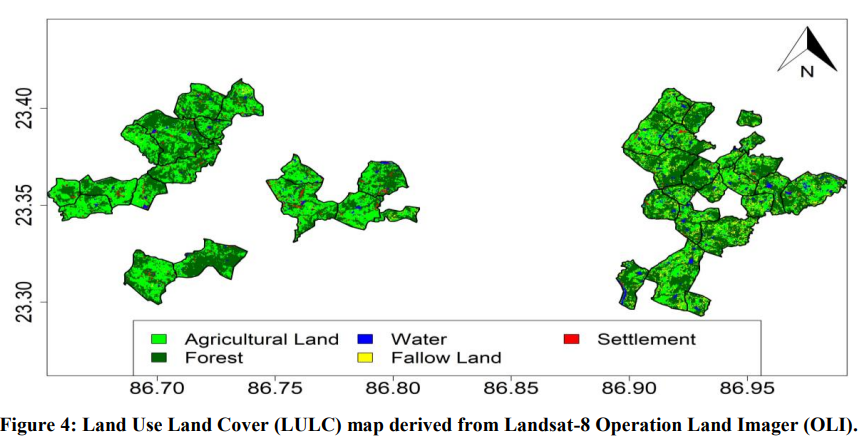 N
23.40
23.35
23.30
Agricultural Land Water Settlement
Forest Fallow Land
86.70 86.75 86.80 86.85 86.90 86.95
Figure 4: Land Use Land Cover (LULC) map derived from Landsat-8 Operation Land Imager (OLI).